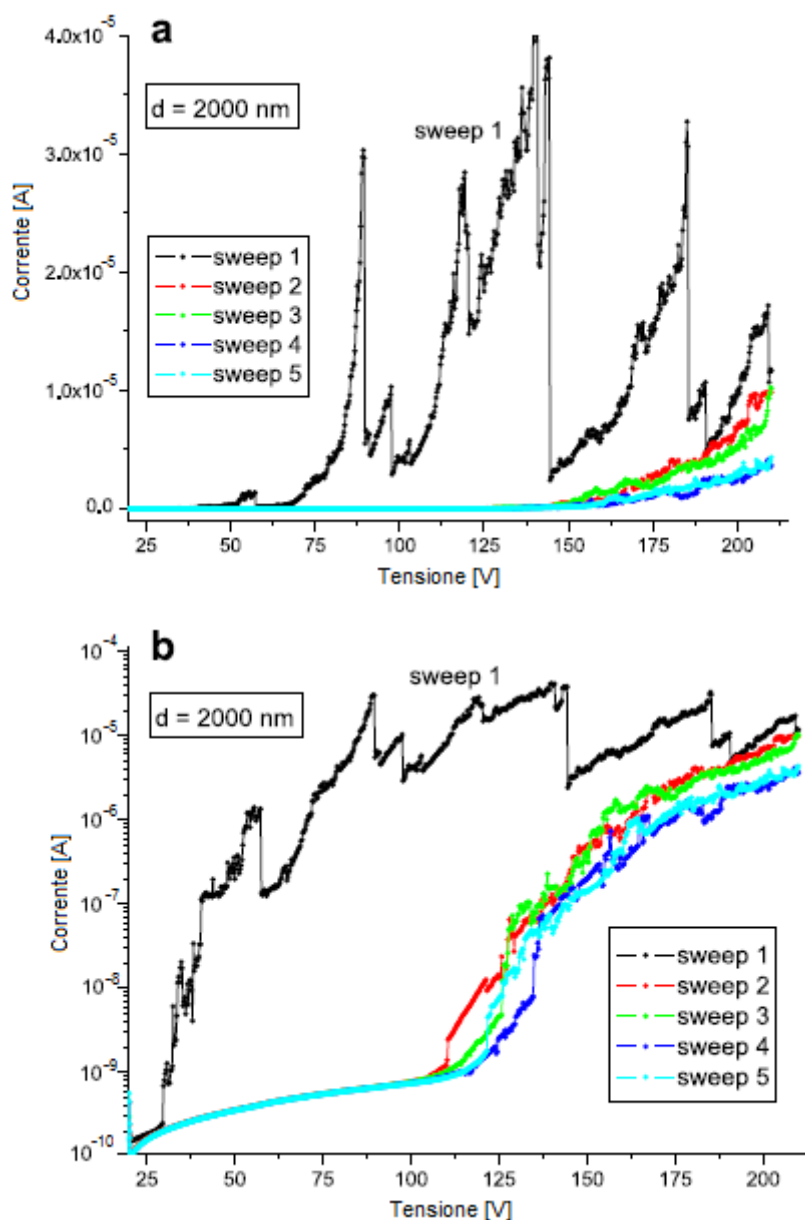 a
4.0x10⁻⁵
d = 2000 nm
sweep 1
3.0x10⁻⁵
Corrente [A]
sweep 1
2.0x10⁻⁵
sweep 2
sweep 3
sweep 4
1.0x10⁻⁵
sweep 5
0.0
25 50 75 100 125 150 175 200
Tensione [V]
b
10⁻⁴
sweep 1
d = 2000 nm
10⁻⁵
10⁻⁶
Corrente [A]
10⁻⁷
sweep 1
10⁻⁸
sweep 2
sweep 3
10⁻⁹
sweep 4
sweep 5
10⁻¹⁰
25 50 75 100 125 150 175 200
Tensione [V]